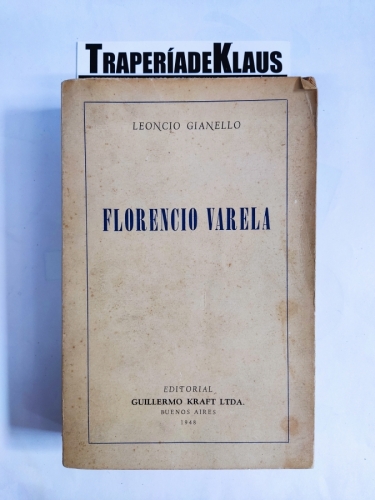 TRAPERÍADEKLAUS
LEONCIO GIANELLO
FLORENCIO VARELA
EDITORIAL
GUILLERMO KRAFT LTDA.
BUENOS AIRES
1948